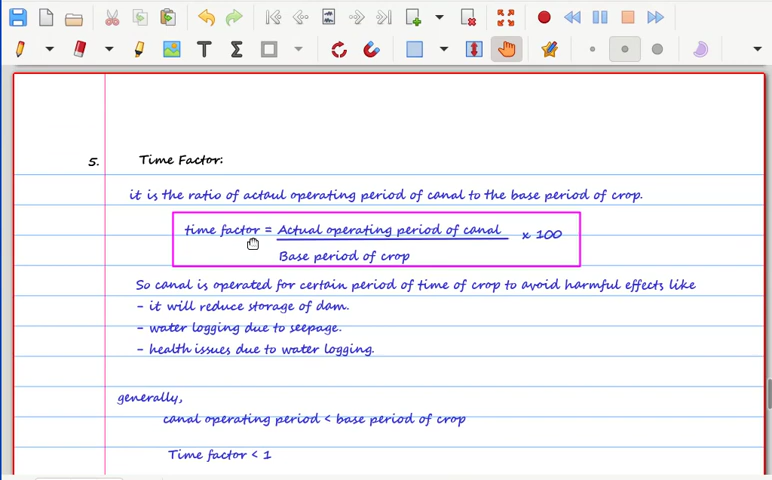 5. Time Factor:
it is the ratio of actaul operating period of canal to the base period of crop.
time factor = Actual operating period of canal x 100
Base period of crop
So canal is operated for certain period of time of crop to avoid harmful effects like
- it will reduce storage of dam.
- water logging due to seepage.
- health issues due to water logging.
generally,
canal operating period < base period of crop
Time factor < 1